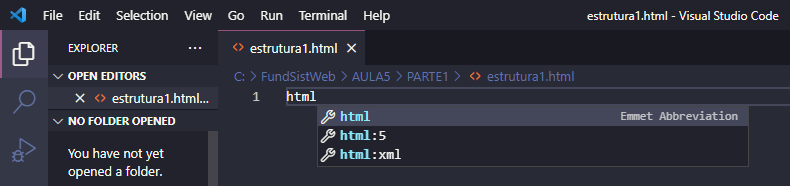 File Edit Selection View Go Run Terminal Help estrutura1.html - Visual Studio Code
EXPLORER ···
estrutura1.html
OPEN EDITORS
estrutura1.html...
C: > FundSistWeb > AULA5 > PARTE1 > estrutura1.html
1 html
NO FOLDER OPENED
You have not yet
opened a folder.
html Emmet Abbreviation
html:5
html:xml